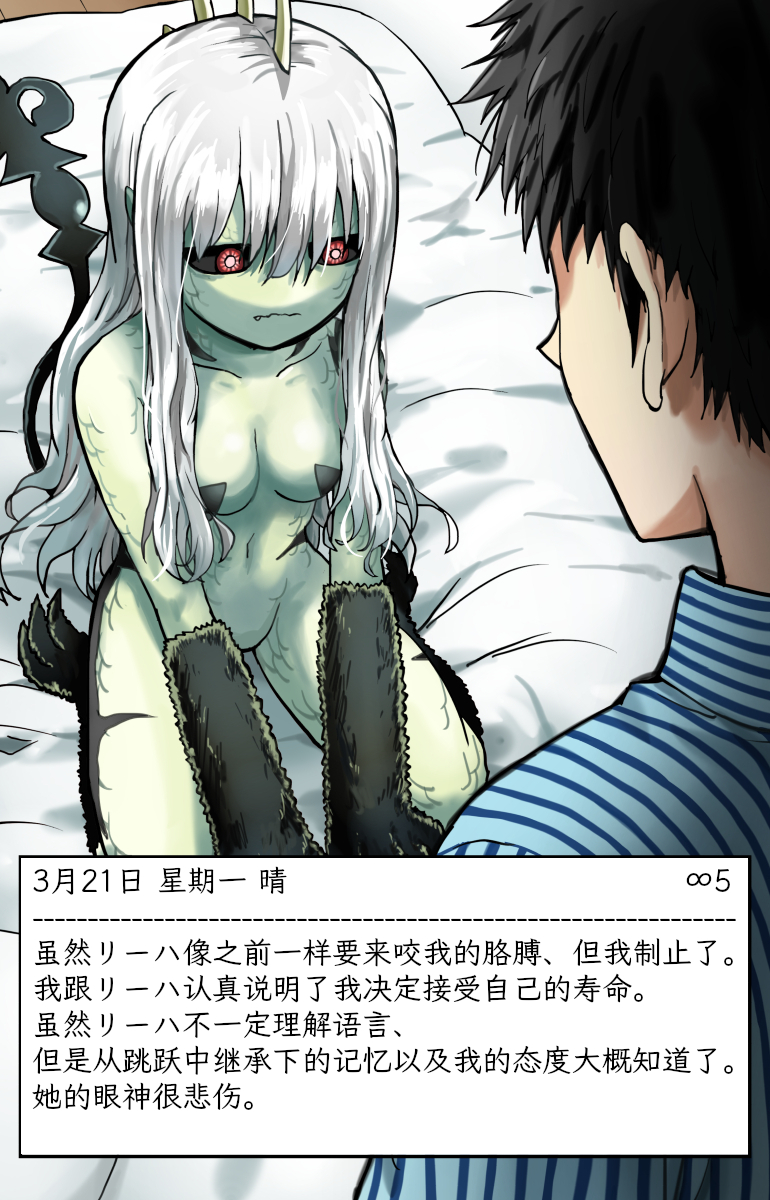 3月21日 星期一 晴 ∞5
虽然リーハ像之前一样要来咬我的胳膊、但我制止了。
我跟リーハ认真说明了我决定接受自己的寿命。
虽然リーハ不一定理解语言、
但是从跳跃中继承下的记忆以及我的态度大概知道了。
她的眼神很悲伤。